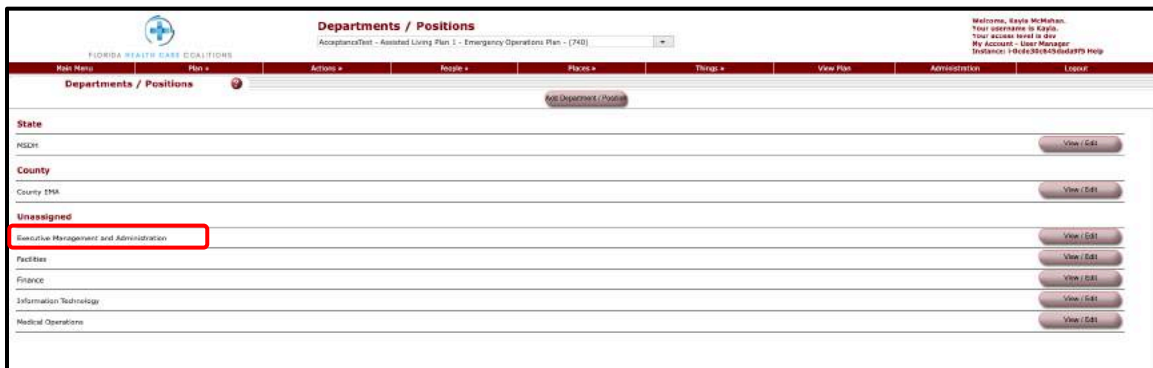 FLORIDA HEALTH CARE COALITIONS
Departments / Positions
AcceptanceTest - Assisted Living Plan 1 - Emergency Operations Plan - (740)
Welcome, Kayla McMahan.
Your username is Kayla.
Your access level is dev
My Account - User Manager
Instance: Help
Main Menu Plan » Actions » People » Places » Things » View Plan Administration Logout
Departments / Positions ?
Add Department / Position
State
MSDH View / Edit
County
County EMA View / Edit
Unassigned
Executive Management and Administration View / Edit
Facilities View / Edit
Finance View / Edit
Information Technology View / Edit
Medical Operations View / Edit